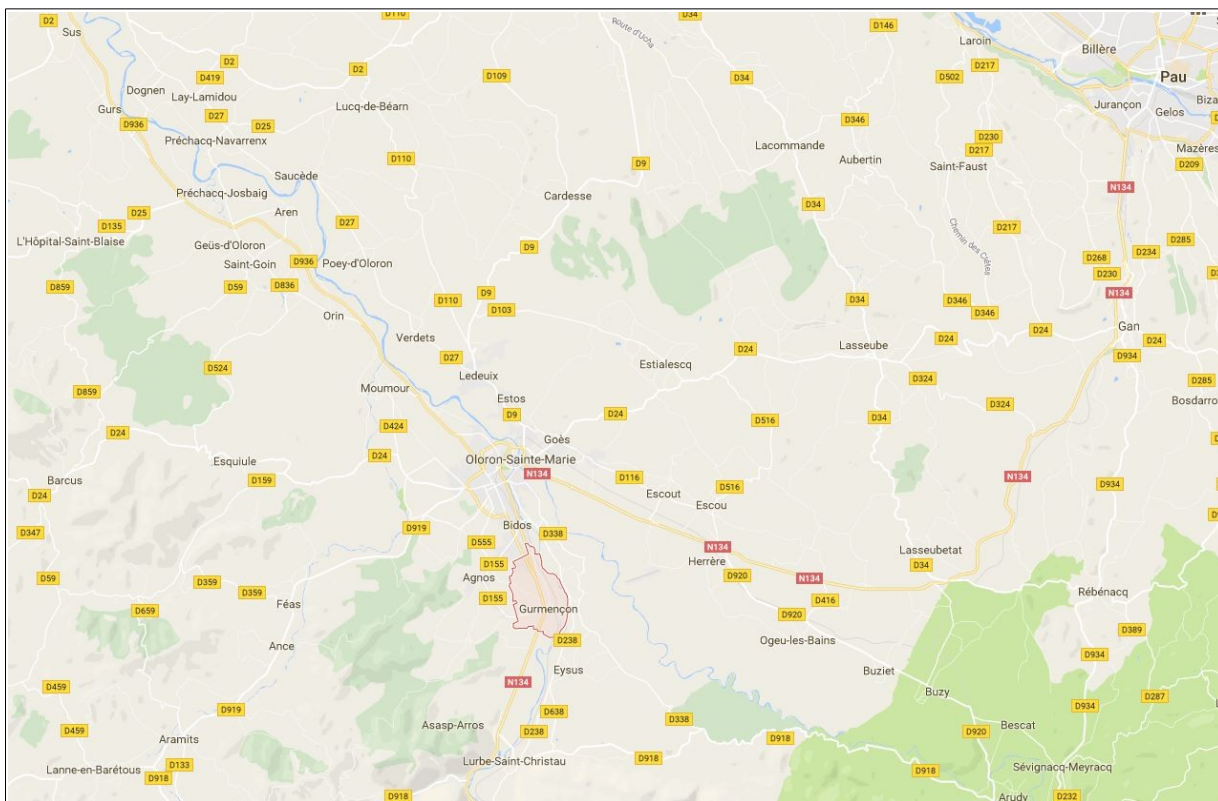 D2
D110
D34
Sus
Route d'Ucha
D146
Laroin
Billère
D2
D2
D419
D109
D34
D217
D502
Pau
Dognen
Lay-Lamidou
Lucq-de-Béarn
Gurs
D27
Jurançon
Gelos
Biza
D936
D25
D346
Préchacq-Navarrenx
D230
D217
Lacommande
Mazères
D110
D9
Aubertin
Saint-Faust
D209
Saucède
Préchacq-Josbaig
Cardesse
N134
D34
D25
Aren
D135
D27
Chemin des Crêtes
D217
L'Hôpital-Saint-Blaise
Geüs-d'Oloron
D9
D285
D234
D268
Saint-Goin
D936
Poey-d'Oloron
D230
D859
D59
D836
D110
D9
D34
D346
N134
D103
D346
Orin
Gan
Verdets
D24
D24
D24
Lasseube
D24
D27
Estialescq
D934
D524
Ledeuix
D324
D285
Moumour
D859
Estos
Bosdarro
D9
D24
D324
D34
D516
D424
D24
Goès
D24
Esquiule
Oloron-Sainte-Marie
N134
D116
N134
Barcus
D159
D516
D934
D24
Escout
Escou
Bidos
D919
D347
D338
D555
N134
Lasseubetat
D155
Herrère
D34
D59
D359
Agnos
D920
N134
D359
D155
Rébénacq
Féas
D659
Gurmençon
D416
D920
D389
D238
Ance
Ogeu-les-Bains
D934
Eysus
Buziet
N134
D459
Buzy
D287
D919
D638
D934
D338
Asasp-Arros
Bescat
D459
D238
D920
Aramits
D918
D918
Lurbe-Saint-Christau
D133
Lanne-en-Barétous
D918
D918
Sévignacq-Meyracq
D918
Arudy
D232